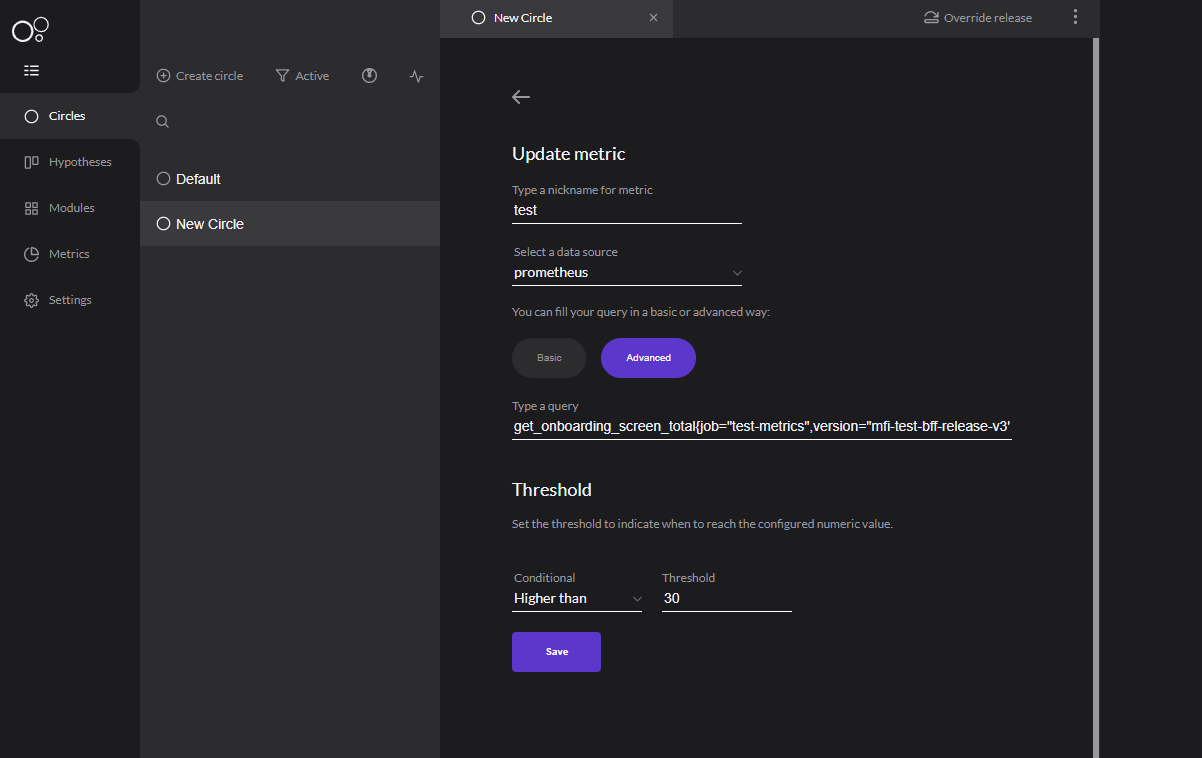 New Circle
Override release
Create circle
Active
Circles
Hypotheses
Modules
Metrics
Settings
Default
New Circle
Update metric
Type a nickname for metric
test
Select a data source
prometheus
You can fill your query in a basic or advanced way:
Basic
Advanced
Type a query
get_onboarding_screen_total{job="test-metrics",version="mfi-test-bff-release-v3'
Threshold
Set the threshold to indicate when to reach the configured numeric value.
Conditional
Threshold
Higher than
30
Save